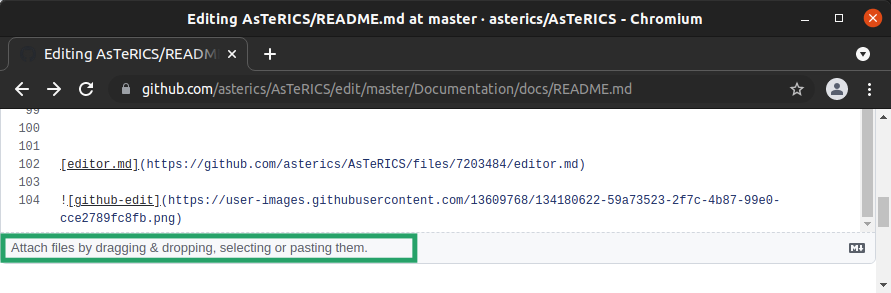 Editing AsTeRICS/README.md at master · asterics/AsTeRICS - Chromium
Editing AsTeRICS/READM
github.com/asterics/AsTeRICS/edit/master/Documentation/docs/README.md
99
100
101
102 [editor.md](https://github.com/asterics/AsTeRICS/files/7203484/editor.md)
103
104 ![github-edit](https://user-images.githubusercontent.com/13609768/134180622-59a73523-2f7c-4b87-99e0-
cce2789fc8fb.png)
Attach files by dragging & dropping, selecting or pasting them.